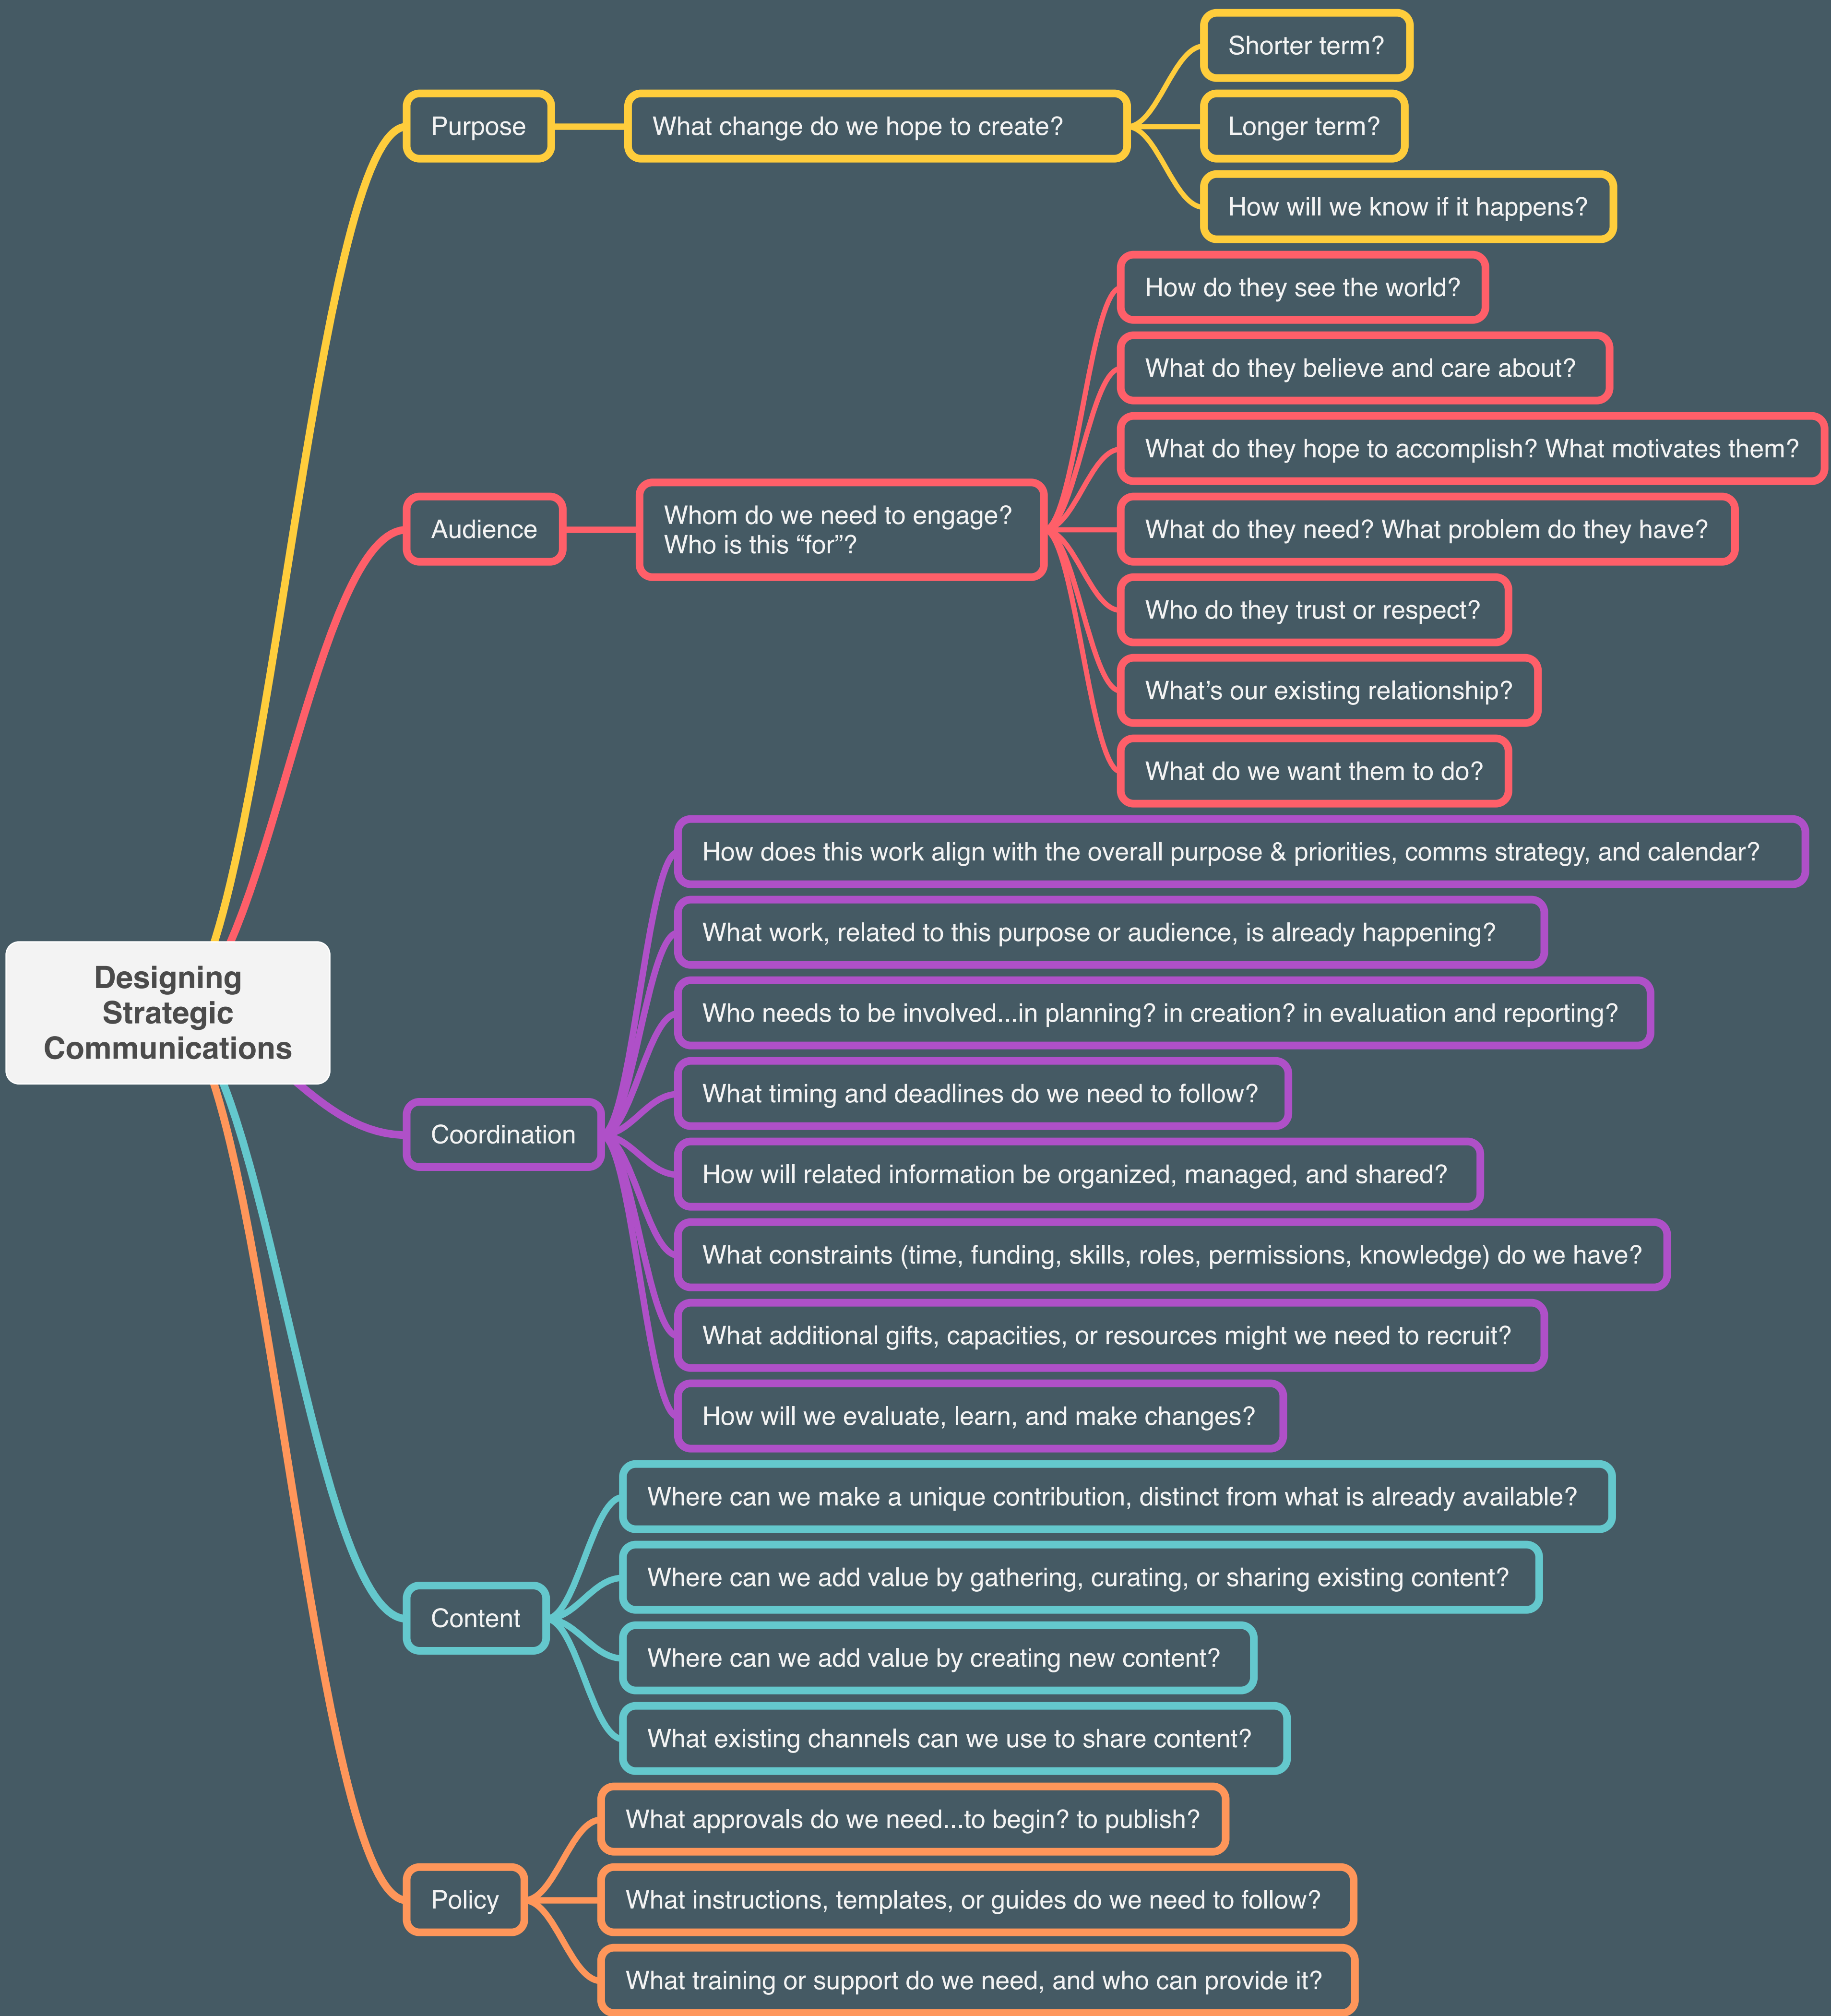 Shorter term?
Purpose
What change do we hope to create?
Longer term?
How will we know if it happens?
How do they see the world?
What do they believe and care about?
What do they hope to accomplish? What motivates them?
Audience
Whom do we need to engage?
Who is this “for”?
What do they need? What problem do they have?
Who do they trust or respect?
What’s our existing relationship?
What do we want them to do?
Designing
Strategic
Communications
Coordination
How does this work align with the overall purpose & priorities, comms strategy, and calendar?
What work, related to this purpose or audience, is already happening?
Who needs to be involved...in planning? in creation? in evaluation and reporting?
What timing and deadlines do we need to follow?
How will related information be organized, managed, and shared?
What constraints (time, funding, skills, roles, permissions, knowledge) do we have?
What additional gifts, capacities, or resources might we need to recruit?
How will we evaluate, learn, and make changes?
Content
Where can we make a unique contribution, distinct from what is already available?
Where can we add value by gathering, curating, or sharing existing content?
Where can we add value by creating new content?
What existing channels can we use to share content?
Policy
What approvals do we need...to begin? to publish?
What instructions, templates, or guides do we need to follow?
What training or support do we need, and who can provide it?